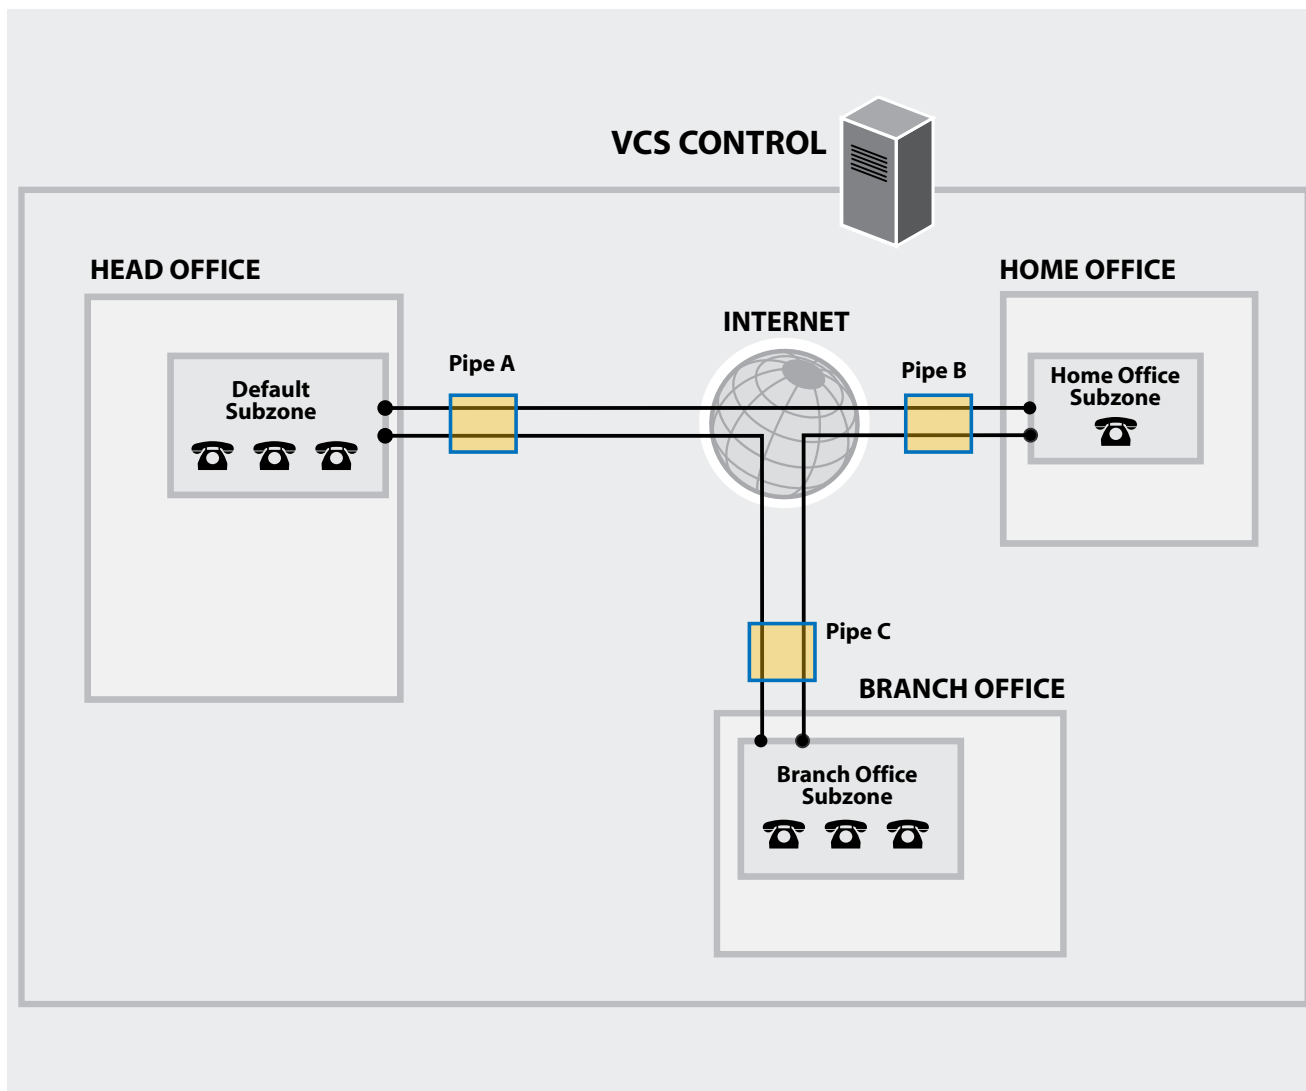 VCS CONTROL
HEAD OFFICE
HOME OFFICE
INTERNET
Pipe A
Pipe B
Default
Subzone
Home Office
Subzone
Pipe C
BRANCH OFFICE
Branch Office
Subzone